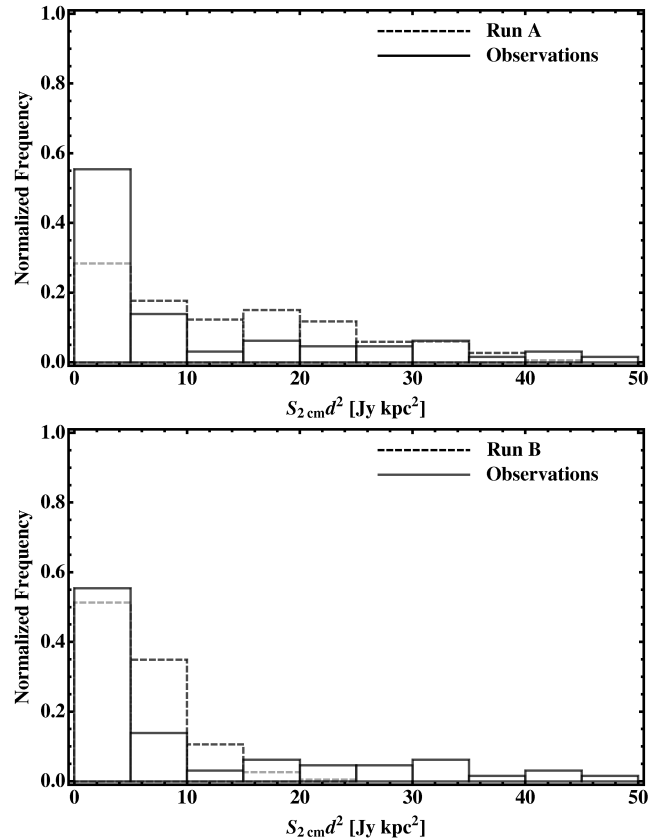 1.0
Run A
Observations
0.8
0.6
0.4
0.2
0.0
Normalized Frequency
0 10 20 30 40 50
S2 cmd² [Jy kpc²]
1.0
Run B
Observations
0.8
0.6
0.4
0.2
0.0
Normalized Frequency
0 10 20 30 40 50
S2 cmd² [Jy kpc²]